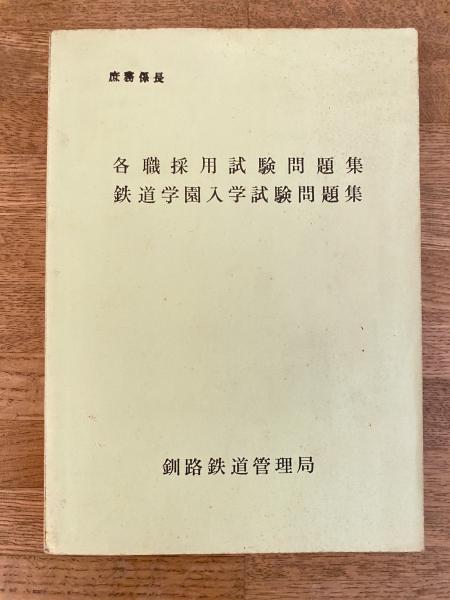 庶務係長
各職採用試験問題集
鉄道学園入学試験問題集
釧路鉄道管理局